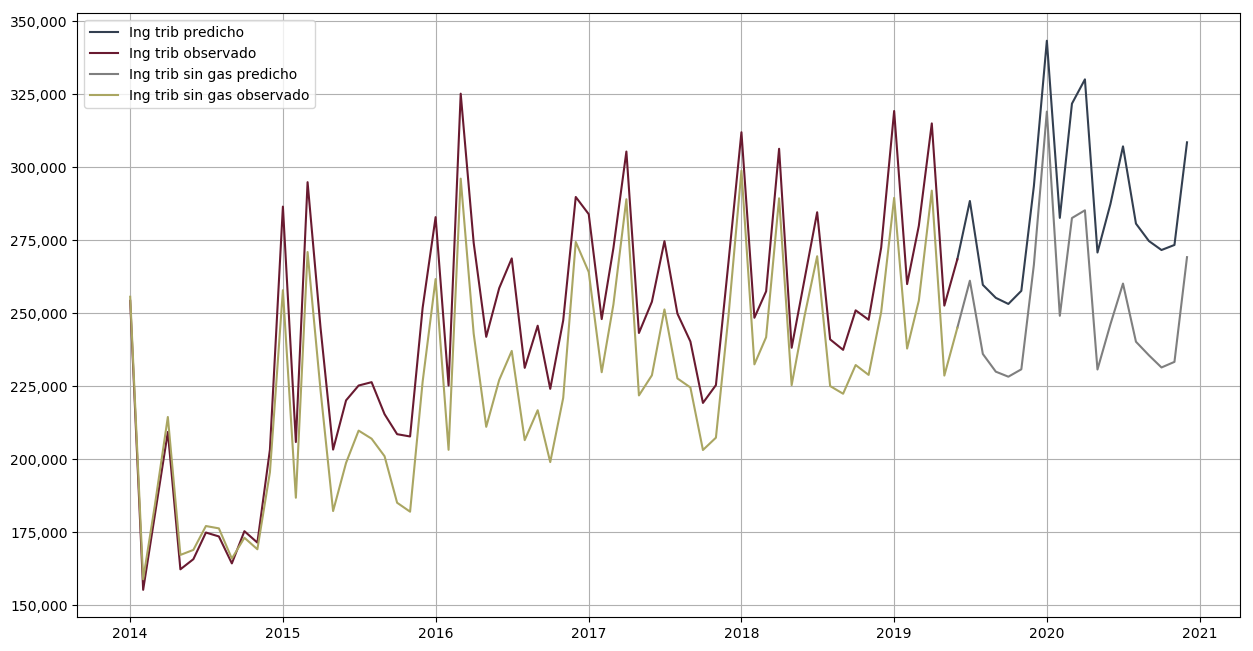 350,000
325,000
300,000
275,000
250,000
225,000
200,000
175,000
150,000
Ing trib predicho
Ing trib observado
Ing trib sin gas predicho
Ing trib sin gas observado
2014 2015 2016 2017 2018 2019 2020 2021